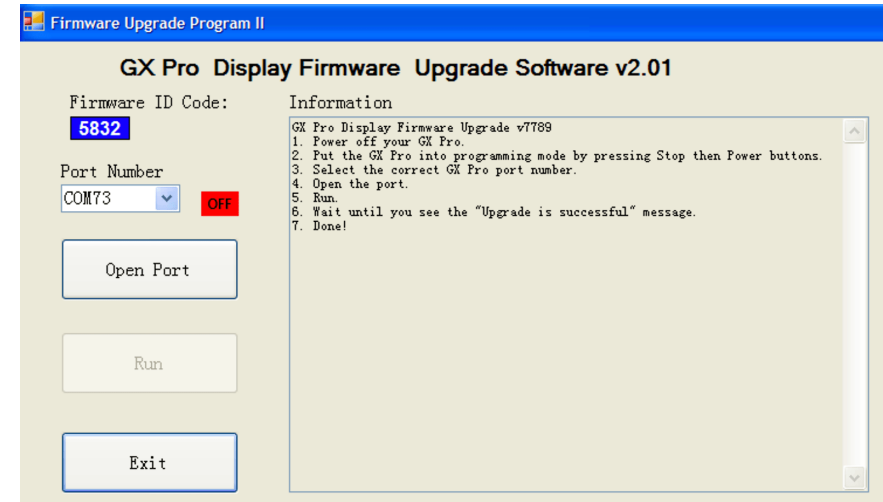 Firmware Upgrade Program II
GX Pro Display Firmware Upgrade Software v2.01
Firmware ID Code:
5832
Port Number
COM73
OFF
Open Port
Run
Exit
Information
GX Pro Display Firmware Upgrade v7789
1. Power off your GX Pro.
2. Put the GX Pro into programming mode by pressing Stop then Power buttons.
3. Select the correct GX Pro port number.
4. Open the port.
5. Run.
6. Wait until you see the "Upgrade is successful" message.
7. Done!